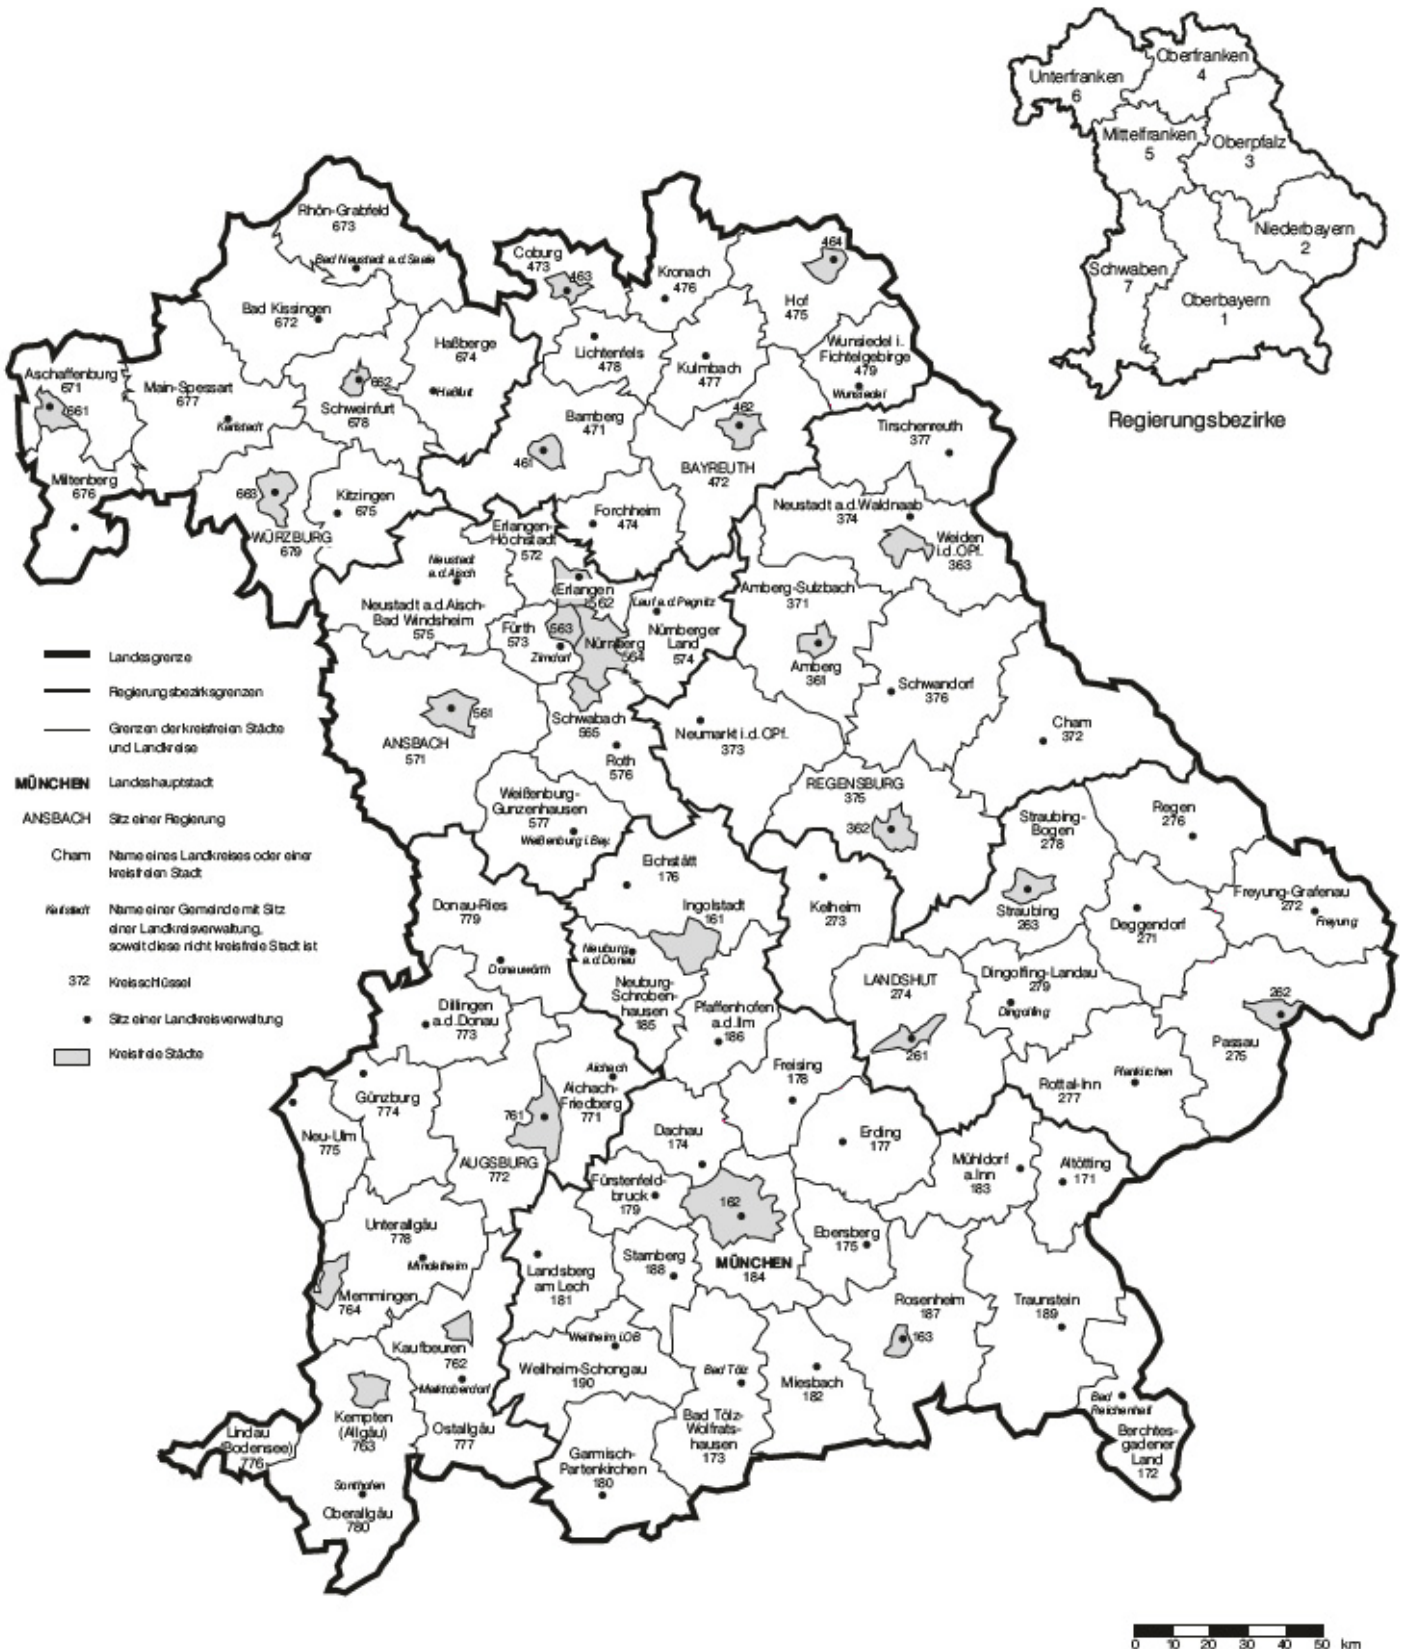 Unterfranken
6
Oberfranken
4
Mittelfranken
5
Oberpfalz
3
Niederbayern
2
Schwaben
7
Oberbayern
1
Regierungsbezirke
Rhön-Grabfeld
673
Bad Neustadt a.d.Saale
Bad Kissingen
672
Haßberge
674
Haßfurt
Aschaffenburg
671
661
Main-Spessart
677
Karlstadt
662
Schweinfurt
678
Miltenberg
676
663
WÜRZBURG
679
Kitzingen
675
Coburg
473
463
Kronach
476
464
Hof
475
Lichtenfels
478
Kulmbach
477
Wunsiedel i.
Fichtelgebirge
479
Wunsiedel
Bamberg
471
461
462
BAYREUTH
472
Forchheim
474
Tirschenreuth
377
Neustadt a.d.Waldnaab
374
Weiden
i.d.OPf.
363
Erlangen-
Höchstadt
572
Neustadt
a.d.Aisch
Neustadt a.d.Aisch-
Bad Windsheim
575
Erlangen
562
Lauf a.d.Pegnitz
Fürth
573
563
Zirndorf
Nürnberg
564
Nürnberger
Land
574
Amberg-Sulzbach
371
Amberg
361
Schwandorf
376
561
ANSBACH
571
Schwabach
565
Roth
576
Neumarkt i.d.OPf.
373
Cham
372
Weißenburg-
Gunzenhausen
577
Weißenburg i.Bay.
REGENSBURG
375
362
Straubing-
Bogen
278
Regen
276
Straubing
263
Deggendorf
271
Freyung-Grafenau
272
Freyung
Eichstätt
176
Ingolstadt
161
Kelheim
273
Donau-Ries
779
Donauwörth
Neuburg
a.d.Donau
Neuburg-
Schroben-
hausen
185
Pfaffenhofen
a.d.Ilm
186
LANDSHUT
274
261
Dingolfing-Landau
279
Dingolfing
262
Passau
275
Rottal-Inn
277
Pfarrkirchen
Dillingen
a.d.Donau
773
Günzburg
774
Neu-Ulm
775
761
AUGSBURG
772
Aichach
Aichach-
Friedberg
771
Freising
178
Dachau
174
Erding
177
Mühldorf
a.Inn
183
Altötting
171
Fürstenfeld-
bruck
179
162
MÜNCHEN
184
Ebersberg
175
Unterallgäu
778
Mindelheim
Memmingen
764
Landsberg
am Lech
181
Starnberg
188
Rosenheim
187
163
Traunstein
189
Kaufbeuren
762
Marktoberdorf
Ostallgäu
777
Weilheim i.OB
Weilheim-Schongau
190
Bad Tölz
Bad Tölz-
Wolfrats-
hausen
173
Miesbach
182
Bad
Reichenhall
Berchtes-
gadener
Land
172
Kempten
(Allgäu)
763
Lindau
(Bodensee)
776
Sonthofen
Oberallgäu
780
Garmisch-
Partenkirchen
180
Landesgrenze
Regierungsbezirksgrenzen
Grenzen der kreisfreien Städte
und Landkreise
MÜNCHEN Landeshauptstadt
ANSBACH Sitz einer Regierung
Cham Name eines Landkreises oder einer
kreisfreien Stadt
Karlstadt Name einer Gemeinde mit Sitz
einer Landkreisverwaltung,
soweit diese nicht kreisfreie Stadt ist
372 Kreisschlüssel
Sitz einer Landkreisverwaltung
Kreisfreie Städte
0 10 20 30 40 50 km